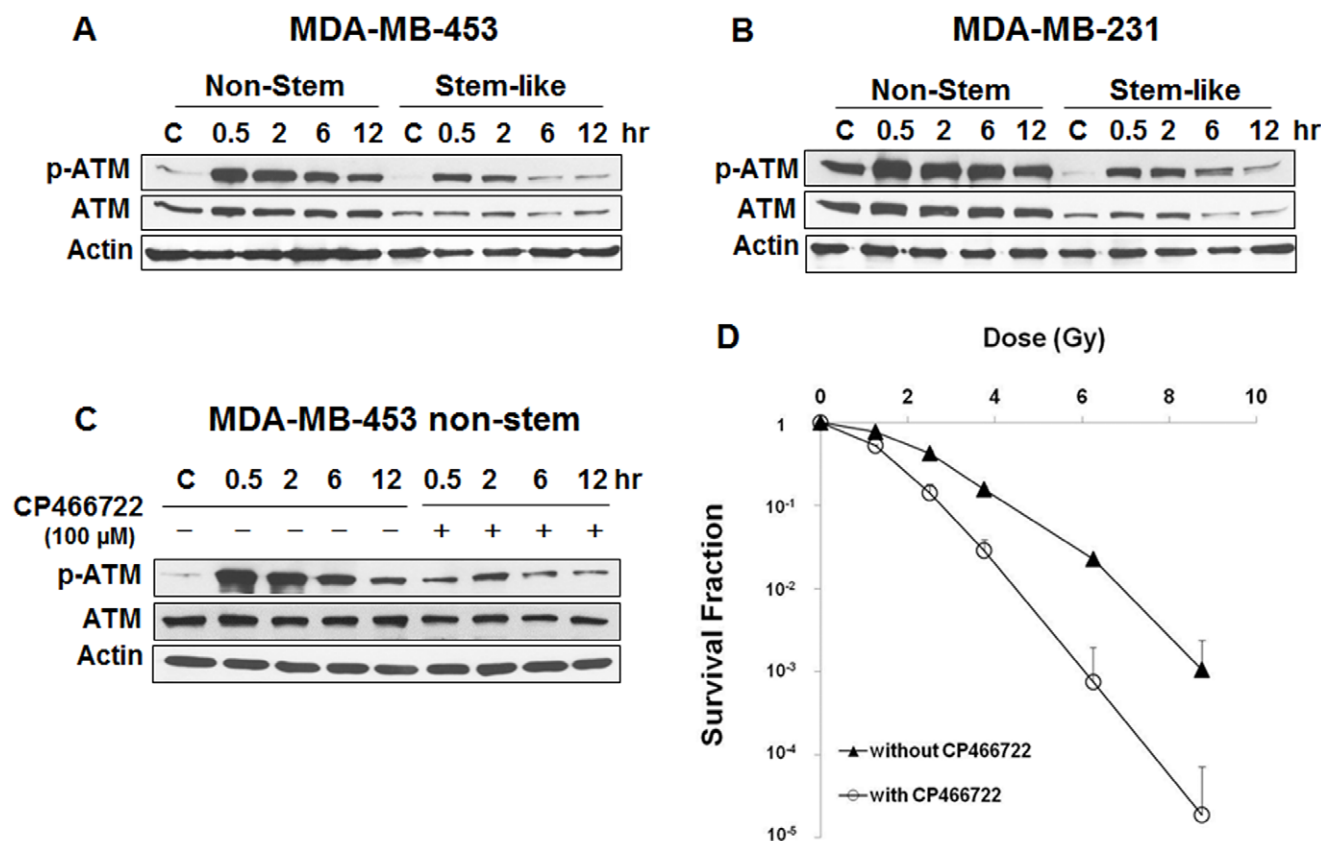 A MDA-MB-453
Non-Stem Stem-like
C 0.5 2 6 12 0.5 2 6 12 hr
C
p-ATM
ATM
Actin
B MDA-MB-231
Non-Stem Stem-like
C 0.5 2 6 12 C 0.5 2 6 12 hr
p-ATM
ATM
Actin
C MDA-MB-453 non-stem
C 0.5 2 6 12 0.5 2 6 12 hr
CP466722
(100 µM) – – – – – + + + +
p-ATM
ATM
Actin
D Dose (Gy)
0 2 4 6 8 10
1
10-1
10-2
10-3
10-4
10-5
Survival Fraction
without CP466722
with CP466722